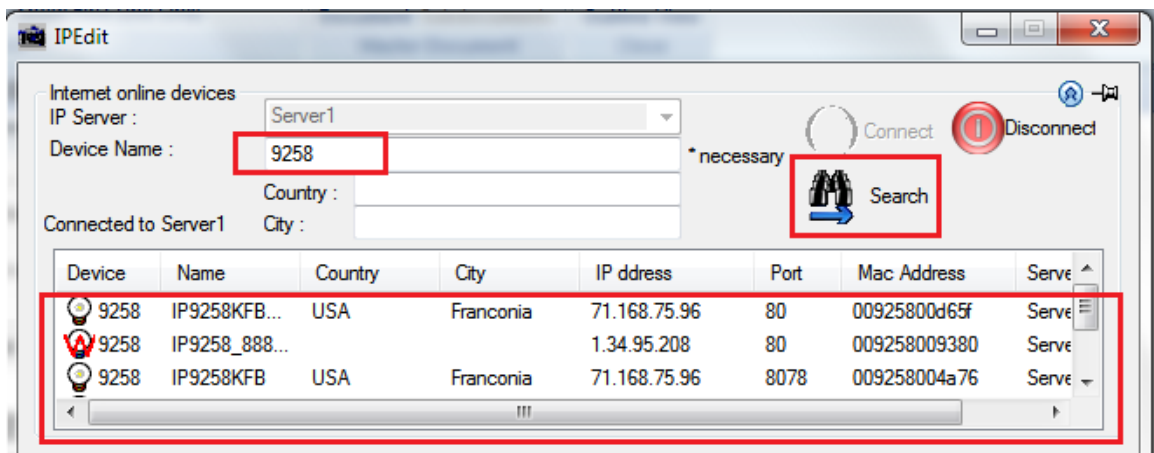 IPEdit
Internet online devices
IP Server : Server1
Connect Disconnect
Device Name : 9258 * necessary
Search
Country :
Connected to Server1 City :
Device Name Country City IP ddress Port Mac Address Serve
9258 IP9258KFB... USA Franconia 71.168.75.96 80 00925800d65f Serve
9258 IP9258_888... 1.34.95.208 80 009258009380 Serve
9258 IP9258KFB USA Franconia 71.168.75.96 8078 009258004a76 Serve